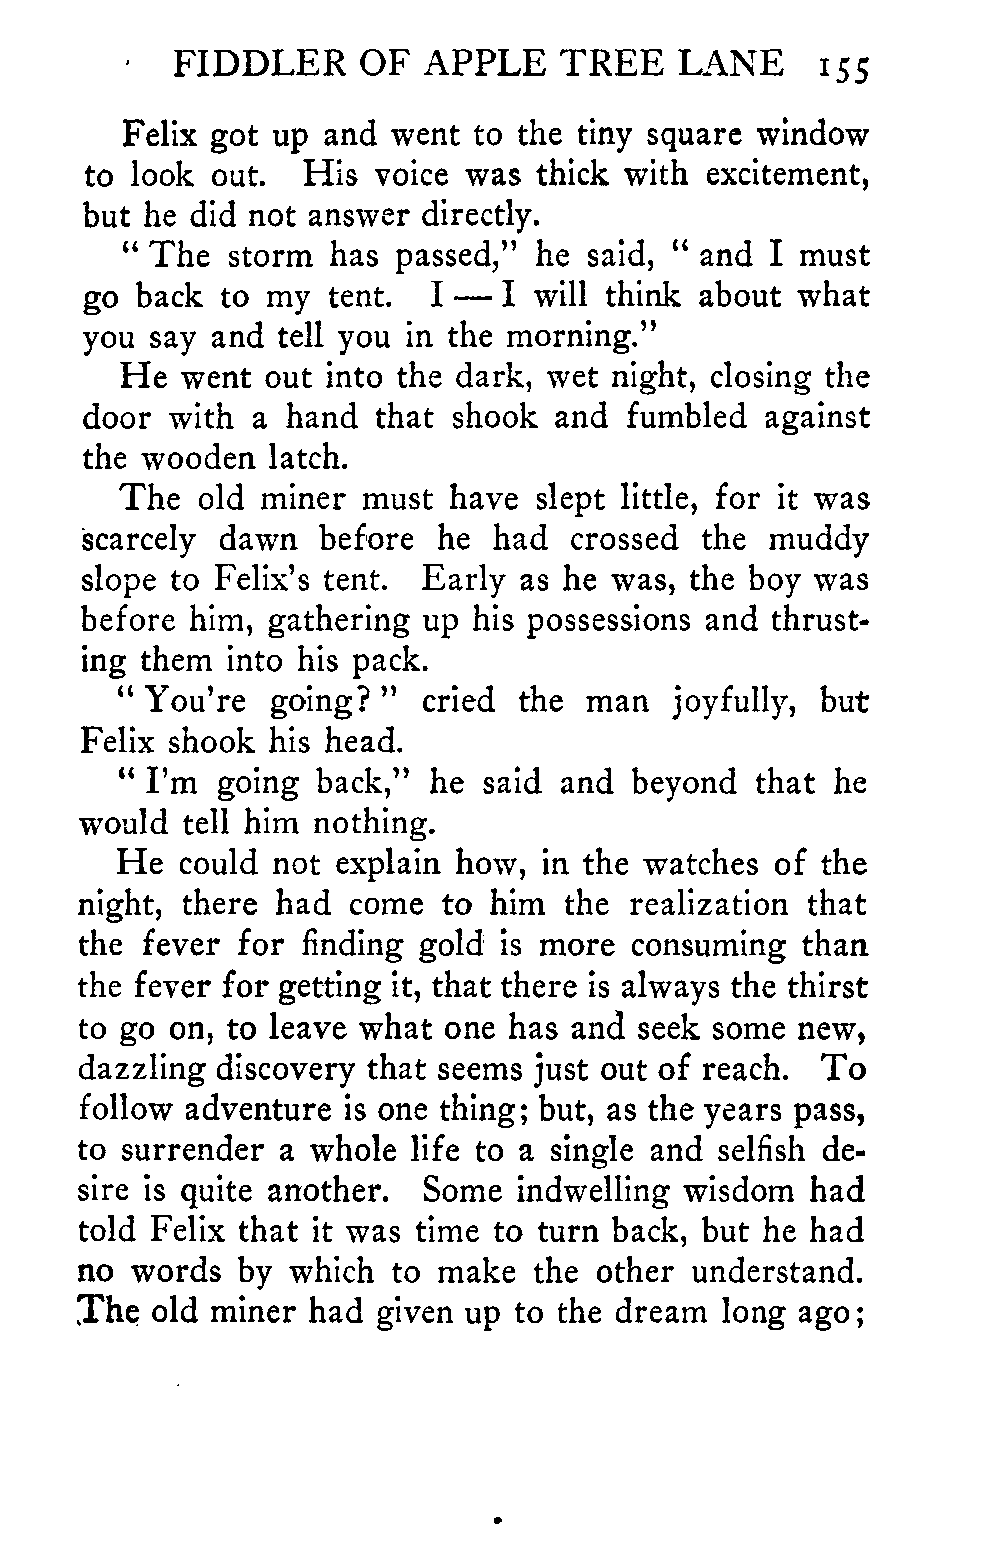 FIDDLER OF APPLE TREE LANE 155
Felix got up and went to the tiny square window
to look out. His voice was thick with excitement,
but he did not answer directly.
" The storm has passed," he said, " and I must
go back to my tent. I — I will think about what
you say and tell you in the morning."
He went out into the dark, wet night, closing the
door with a hand that shook and fumbled against
the wooden latch.
The old miner must have slept little, for it was
scarcely dawn before he had crossed the muddy
slope to Felix's tent. Early as he was, the boy was
before him, gathering up his possessions and thrust-
ing them into his pack.
" You're going? " cried the man joyfully, but
Felix shook his head.
" I'm going back," he said and beyond that he
would tell him nothing.
He could not explain how, in the watches of the
night, there had come to him the realization that
the fever for finding gold is more consuming than
the fever for getting it, that there is always the thirst
to go on, to leave what one has and seek some new,
dazzling discovery that seems just out of reach. To
follow adventure is one thing; but, as the years pass,
to surrender a whole life to a single and selfish de-
sire is quite another. Some indwelling wisdom had
told Felix that it was time to turn back, but he had
no words by which to make the other understand.
The old miner had given up to the dream long ago;